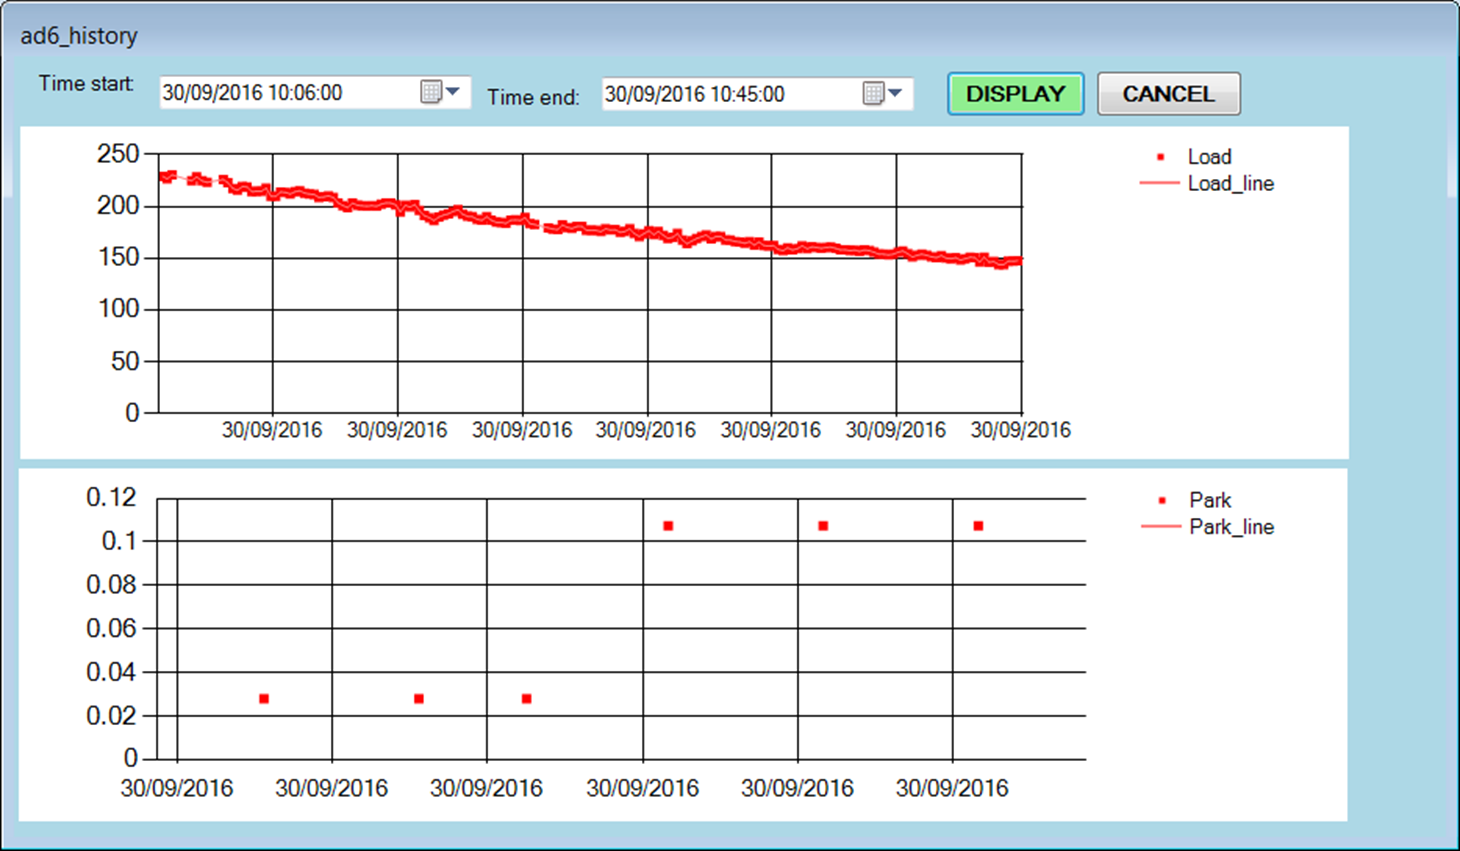 ad6_history
Time start: 30/09/2016 10:06:00 Time end: 30/09/2016 10:45:00 DISPLAY CANCEL
250
200
150
100
50
0
30/09/2016 30/09/2016 30/09/2016 30/09/2016 30/09/2016 30/09/2016 30/09/2016
Load
Load_line
0.12
0.1
0.08
0.06
0.04
0.02
0
30/09/2016 30/09/2016 30/09/2016 30/09/2016 30/09/2016 30/09/2016
Park
Park_line